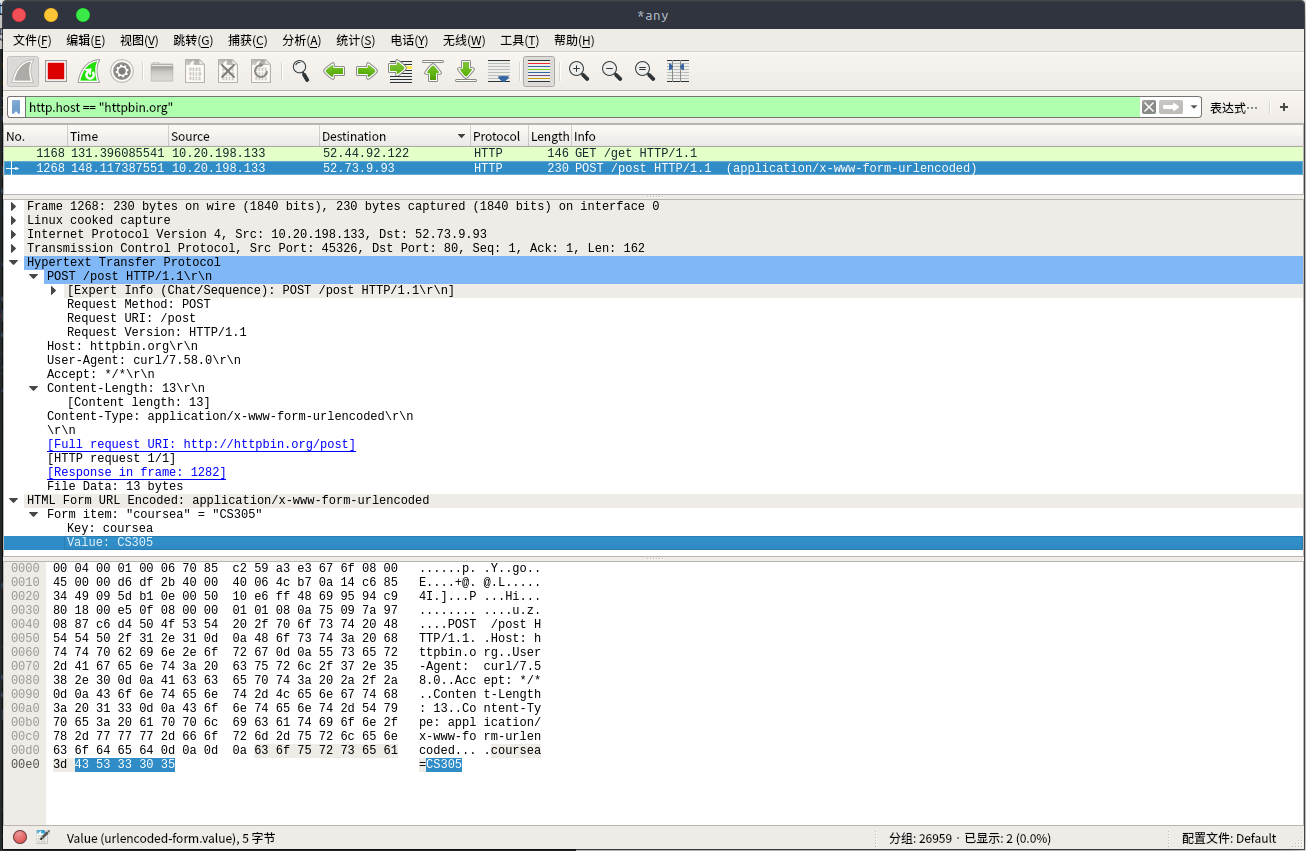 *any
文件(F) 编辑(E) 视图(V) 跳转(G) 捕获(C) 分析(A) 统计(S) 电话(Y) 无线(W) 工具(T) 帮助(H)
http.host == "httpbin.org" 表达式… +
No. Time Source Destination Protocol Length Info
1168 131.396085541 10.20.198.133 52.44.92.122 HTTP 146 GET /get HTTP/1.1
1268 148.117387551 10.20.198.133 52.73.9.93 HTTP 230 POST /post HTTP/1.1  (application/x-www-form-urlencoded)
Frame 1268: 230 bytes on wire (1840 bits), 230 bytes captured (1840 bits) on interface 0
Linux cooked capture
Internet Protocol Version 4, Src: 10.20.198.133, Dst: 52.73.9.93
Transmission Control Protocol, Src Port: 45326, Dst Port: 80, Seq: 1, Ack: 1, Len: 162
Hypertext Transfer Protocol
POST /post HTTP/1.1\r\n
[Expert Info (Chat/Sequence): POST /post HTTP/1.1\r\n]
Request Method: POST
Request URI: /post
Request Version: HTTP/1.1
Host: httpbin.org\r\n
User-Agent: curl/7.58.0\r\n
Accept: */*\r\n
Content-Length: 13\r\n
[Content length: 13]
Content-Type: application/x-www-form-urlencoded\r\n
\r\n
[Full request URI: http://httpbin.org/post]
[HTTP request 1/1]
[Response in frame: 1282]
File Data: 13 bytes
HTML Form URL Encoded: application/x-www-form-urlencoded
Form item: "coursea" = "CS305"
Key: coursea
Value: CS305
0000 00 04 00 01 00 06 70 85 c2 59 a3 e3 67 6f 08 00 ......p. .Y..go..
0010 45 00 00 d6 df 2b 40 00 40 06 4c b7 0a 14 c6 85 E....+@. @.L.....
0020 34 49 09 5d b1 0e 00 50 10 e6 ff 48 69 95 94 c9 4I.]...P ...Hi...
0030 80 18 00 e5 0f 08 00 00 01 01 08 0a 75 09 7a 97 ........ ....u.z.
0040 08 87 c6 d4 50 4f 53 54 20 2f 70 6f 73 74 20 48 ....POST  /post H
0050 54 54 50 2f 31 2e 31 0d 0a 48 6f 73 74 3a 20 68 TTP/1.1. .Host: h
0060 74 74 70 62 69 6e 2e 6f 72 67 0d 0a 55 73 65 72 ttpbin.o rg..User
0070 2d 41 67 65 6e 74 3a 20 63 75 72 6c 2f 37 2e 35 -Agent:  curl/7.5
0080 38 2e 30 0d 0a 41 63 63 65 70 74 3a 20 2a 2f 2a 8.0..Acc ept: */*
0090 0d 0a 43 6f 6e 74 65 6e 74 2d 4c 65 6e 67 74 68 ..Conten t-Length
00a0 3a 20 31 33 0d 0a 43 6f 6e 74 65 6e 74 2d 54 79 : 13..Co ntent-Ty
00b0 70 65 3a 20 61 70 70 6c 69 63 61 74 69 6f 6e 2f pe: appl ication/
00c0 78 2d 77 77 77 2d 66 6f 72 6d 2d 75 72 6c 65 6e x-www-fo rm-urlen
00d0 63 6f 64 65 64 0d 0a 0d 0a 63 6f 75 72 73 65 61 coded... .coursea
00e0 3d 43 53 33 30 35 =CS305
Value (urlencoded-form.value), 5 字节 分组: 26959 · 已显示: 2 (0.0%) 配置文件: Default